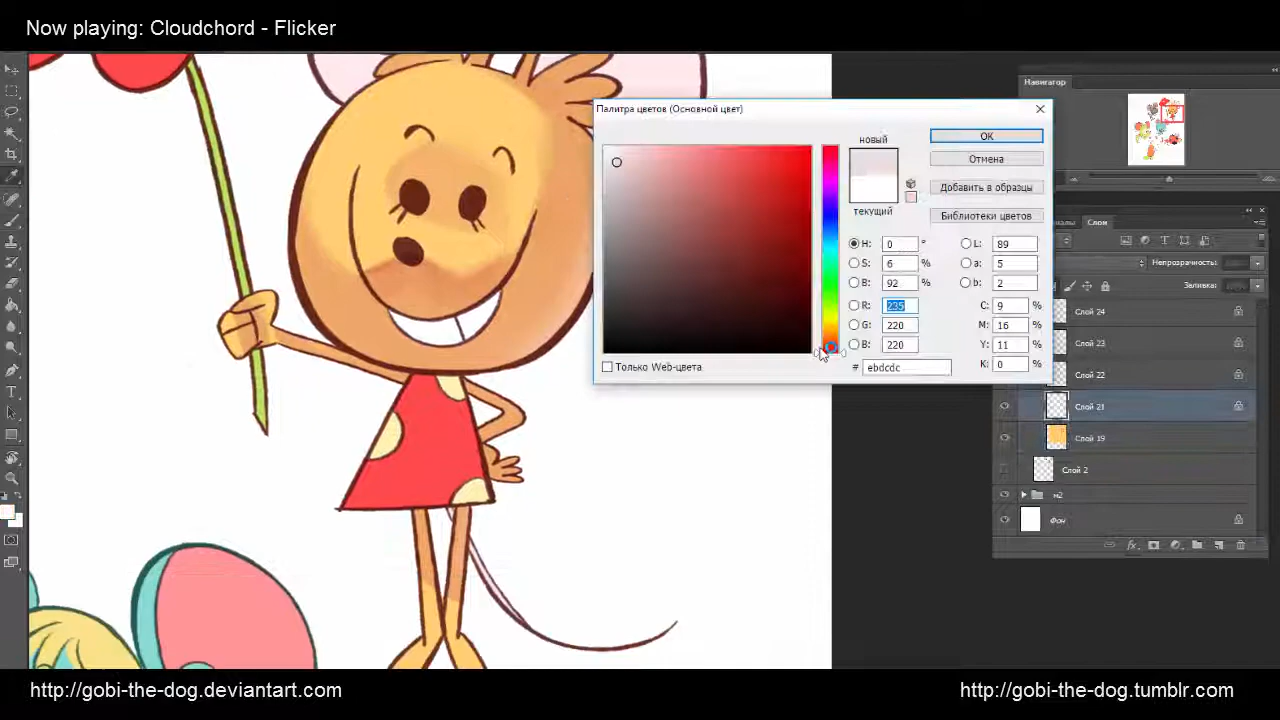 Now playing: Cloudchord - Flicker
Навигатор
Палитра цветов (Основной цвет)
новый
текущий
ОК
Отмена
Добавить в образцы
Библиотеки цветов
H: 0 °
S: 6 %
B: 92 %
R: 235
G: 220
B: 220
L: 89
a: 5
b: 2
C: 9 %
M: 16 %
Y: 11 %
K: 0 %
# ebdcdc
Только Web-цвета
Слои
Непрозрачность:
Заливка:
Слой 24
Слой 23
Слой 22
Слой 21
Слой 19
Слой 2
м2
Фон
fx
http://gobi-the-dog.deviantart.com
http://gobi-the-dog.tumblr.com